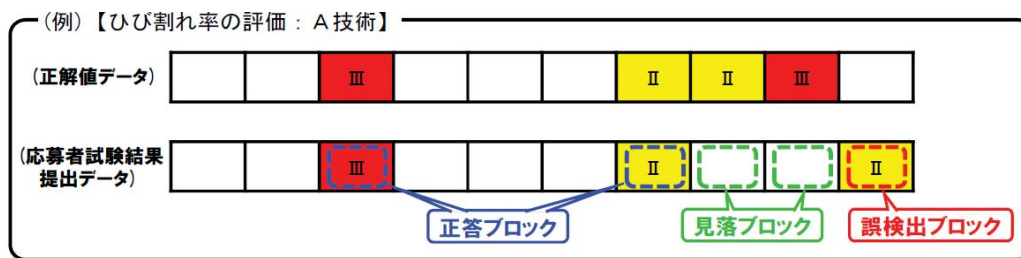 (例)【ひび割れ率の評価：A技術】
(正解値データ) Ⅲ Ⅱ Ⅱ Ⅲ
(応募者試験結果
提出データ) Ⅲ Ⅱ Ⅱ
正答ブロック 見落ブロック 誤検出ブロック